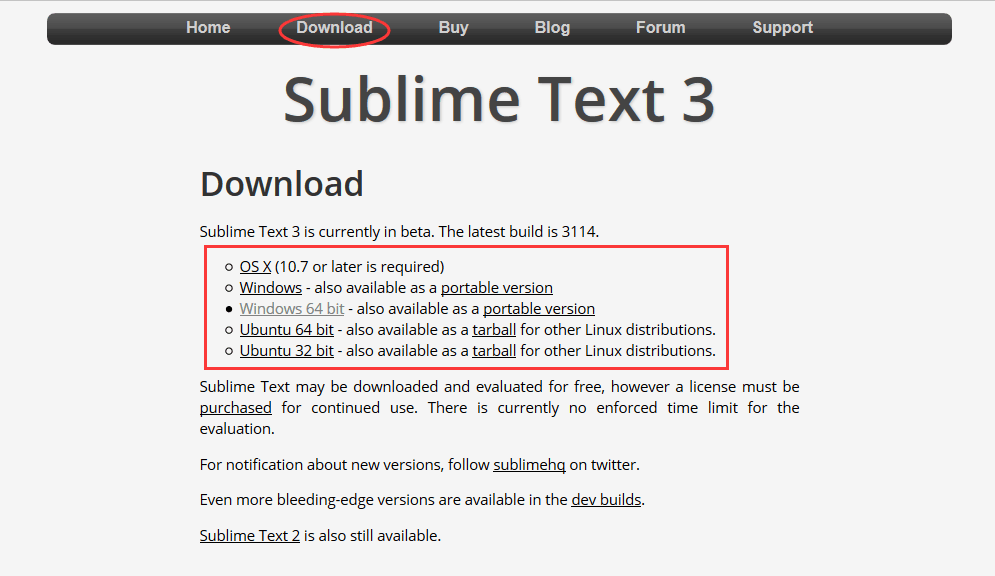 Home Download Buy Blog Forum Support
Sublime Text 3
Download
Sublime Text 3 is currently in beta. The latest build is 3114.
OS X (10.7 or later is required)
Windows - also available as a portable version
Windows 64 bit - also available as a portable version
Ubuntu 64 bit - also available as a tarball for other Linux distributions.
Ubuntu 32 bit - also available as a tarball for other Linux distributions.
Sublime Text may be downloaded and evaluated for free, however a license must be
purchased for continued use. There is currently no enforced time limit for the
evaluation.
For notification about new versions, follow sublimehq on twitter.
Even more bleeding-edge versions are available in the dev builds.
Sublime Text 2 is also still available.